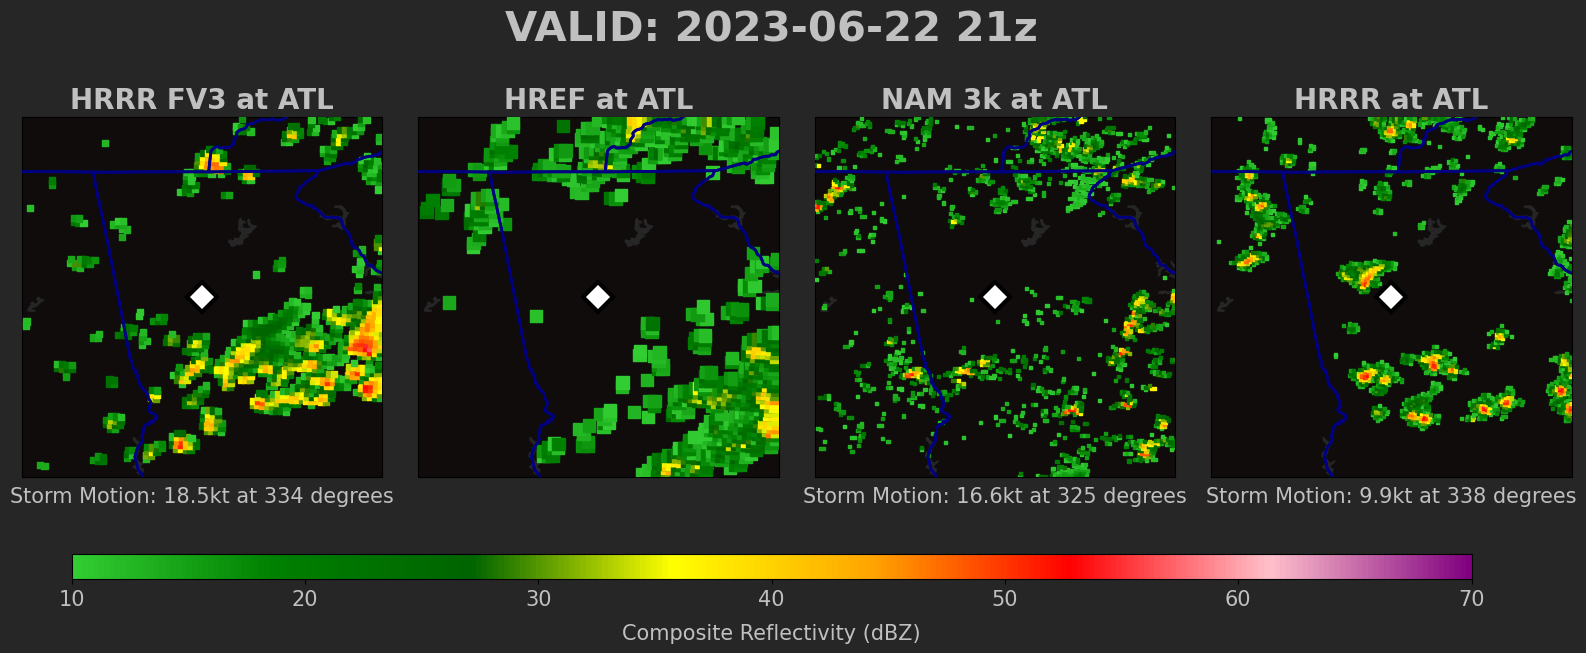 VALID: 2023-06-22 21z
HRRR FV3 at ATL
HREF at ATL
NAM 3k at ATL
HRRR at ATL
Storm Motion: 18.5kt at 334 degrees
Storm Motion: 16.6kt at 325 degrees
Storm Motion: 9.9kt at 338 degrees
10 20 30 40 50 60 70
Composite Reflectivity (dBZ)